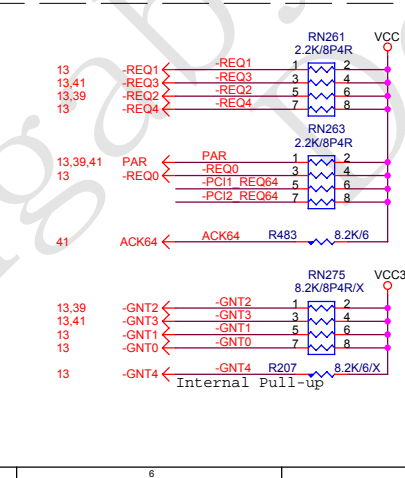 RN261 VCC
2.2K/8P4R
13 -REQ1 -REQ1 1 2
13,41 -REQ3 -REQ3 3 4
13,39 -REQ2 -REQ2 5 6
13 -REQ4 -REQ4 7 8
RN263
2.2K/8P4R
13,39,41 PAR PAR 1 2
13 -REQ0 -REQ0 3 4
-PCI1_REQ64 5 6
-PCI2_REQ64 7 8
41 ACK64 ACK64 R483 8.2K/6
RN275 VCC3
8.2K/8P4R/X
13,39 -GNT2 -GNT2 1 2
13,41 -GNT3 -GNT3 3 4
13 -GNT1 -GNT1 5 6
13 -GNT0 -GNT0 7 8
13 -GNT4 -GNT4 R207 8.2K/6/X
Internal Pull-up
6